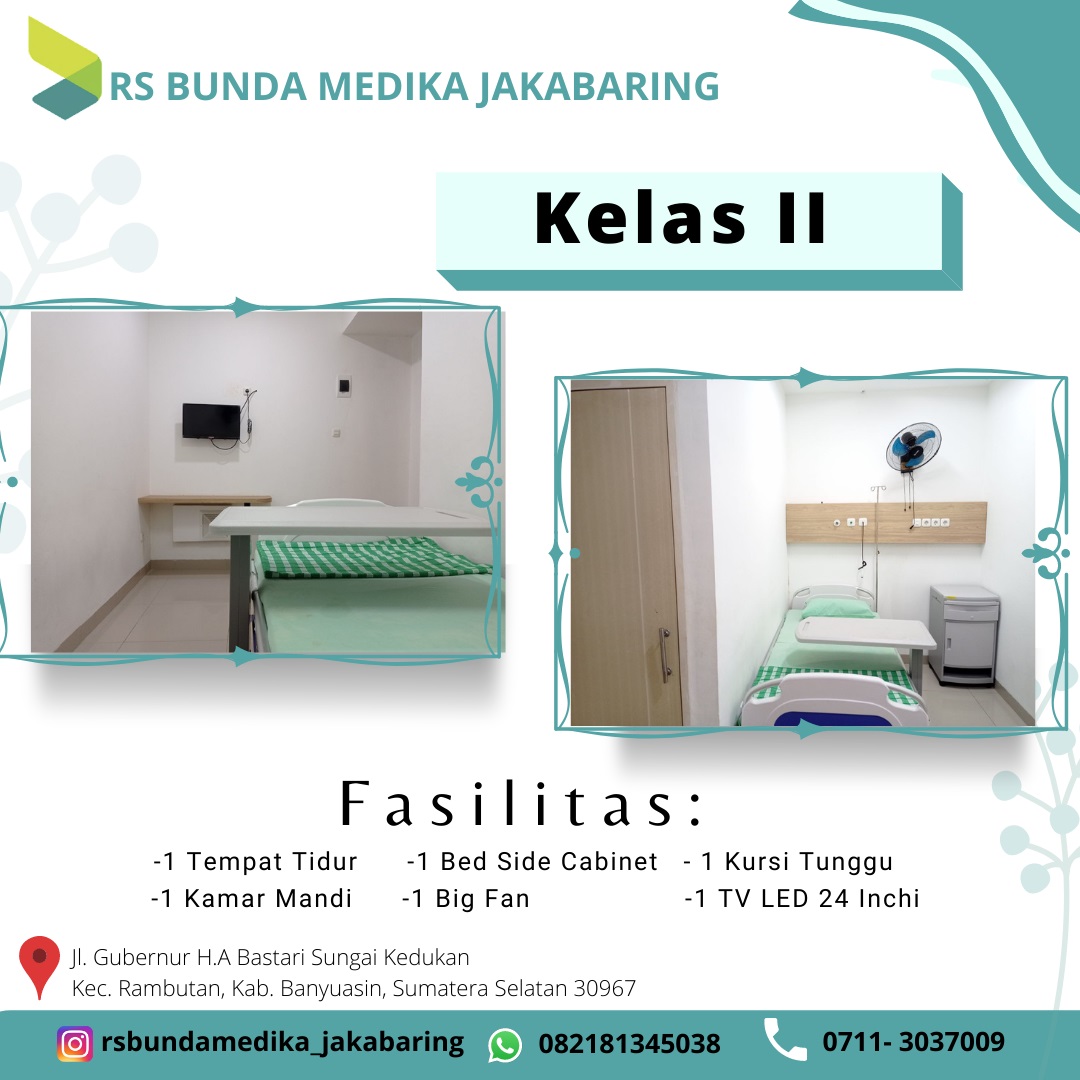 RS BUNDA MEDIKA JAKABARING
Kelas II
Fasilitas:
-1 Tempat Tidur -1 Bed Side Cabinet - 1 Kursi Tunggu
-1 Kamar Mandi -1 Big Fan -1 TV LED 24 Inchi
Jl. Gubernur H.A Bastari Sungai Kedukan
Kec. Rambutan, Kab. Banyuasin, Sumatera Selatan 30967
rsbundamedika_jakabaring 082181345038 0711- 3037009